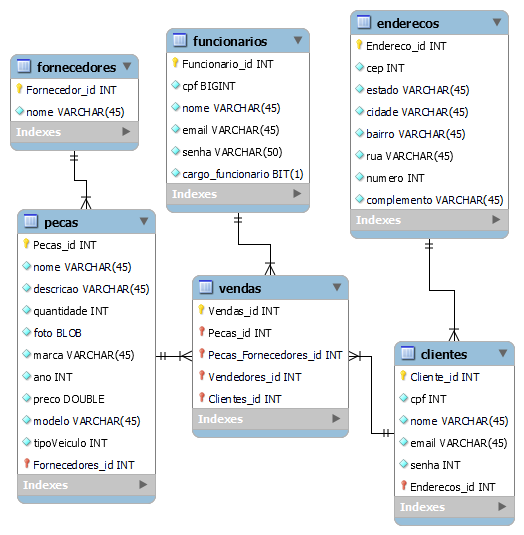 fornecedores
Fornecedor_id INT
nome VARCHAR(45)
Indexes
funcionarios
Funcionario_id INT
cpf BIGINT
nome VARCHAR(45)
email VARCHAR(45)
senha VARCHAR(50)
cargo_funcionario BIT(1)
Indexes
enderecos
Endereco_id INT
cep INT
estado VARCHAR(45)
cidade VARCHAR(45)
bairro VARCHAR(45)
rua VARCHAR(45)
numero INT
complemento VARCHAR(45)
Indexes
pecas
Pecas_id INT
nome VARCHAR(45)
descricao VARCHAR(45)
quantidade INT
foto BLOB
marca VARCHAR(45)
ano INT
preco DOUBLE
modelo VARCHAR(45)
tipoVeiculo INT
Fornecedores_id INT
Indexes
vendas
Vendas_id INT
Pecas_id INT
Pecas_Fornecedores_id INT
Vendedores_id INT
Clientes_id INT
Indexes
clientes
Cliente_id INT
cpf INT
nome VARCHAR(45)
email VARCHAR(45)
senha INT
Enderecos_id INT
Indexes